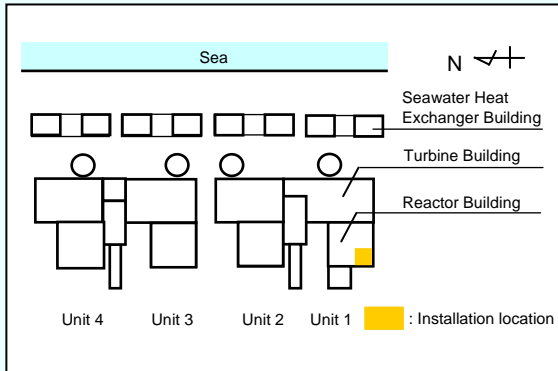 Sea
N
Seawater Heat
Exchanger Building
Turbine Building
Reactor Building
Unit 4 Unit 3 Unit 2 Unit 1 : Installation location